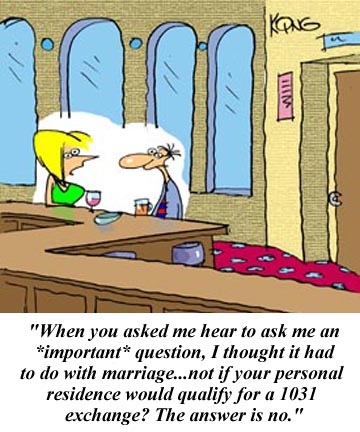 KONG
"When you asked me hear to ask me an
*important* question, I thought it had
to do with marriage...not if your personal
residence would qualify for a 1031
exchange? The answer is no."